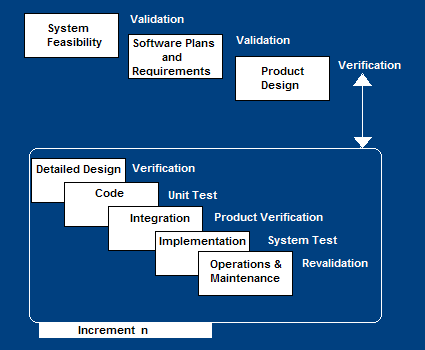 System
Feasibility
Validation
Software Plans
and
Requirements
Validation
Product
Design
Verification
Detailed Design
Verification
Code
Unit Test
Integration
Product Verification
Implementation
System Test
Operations &
Maintenance
Revalidation
Increment n